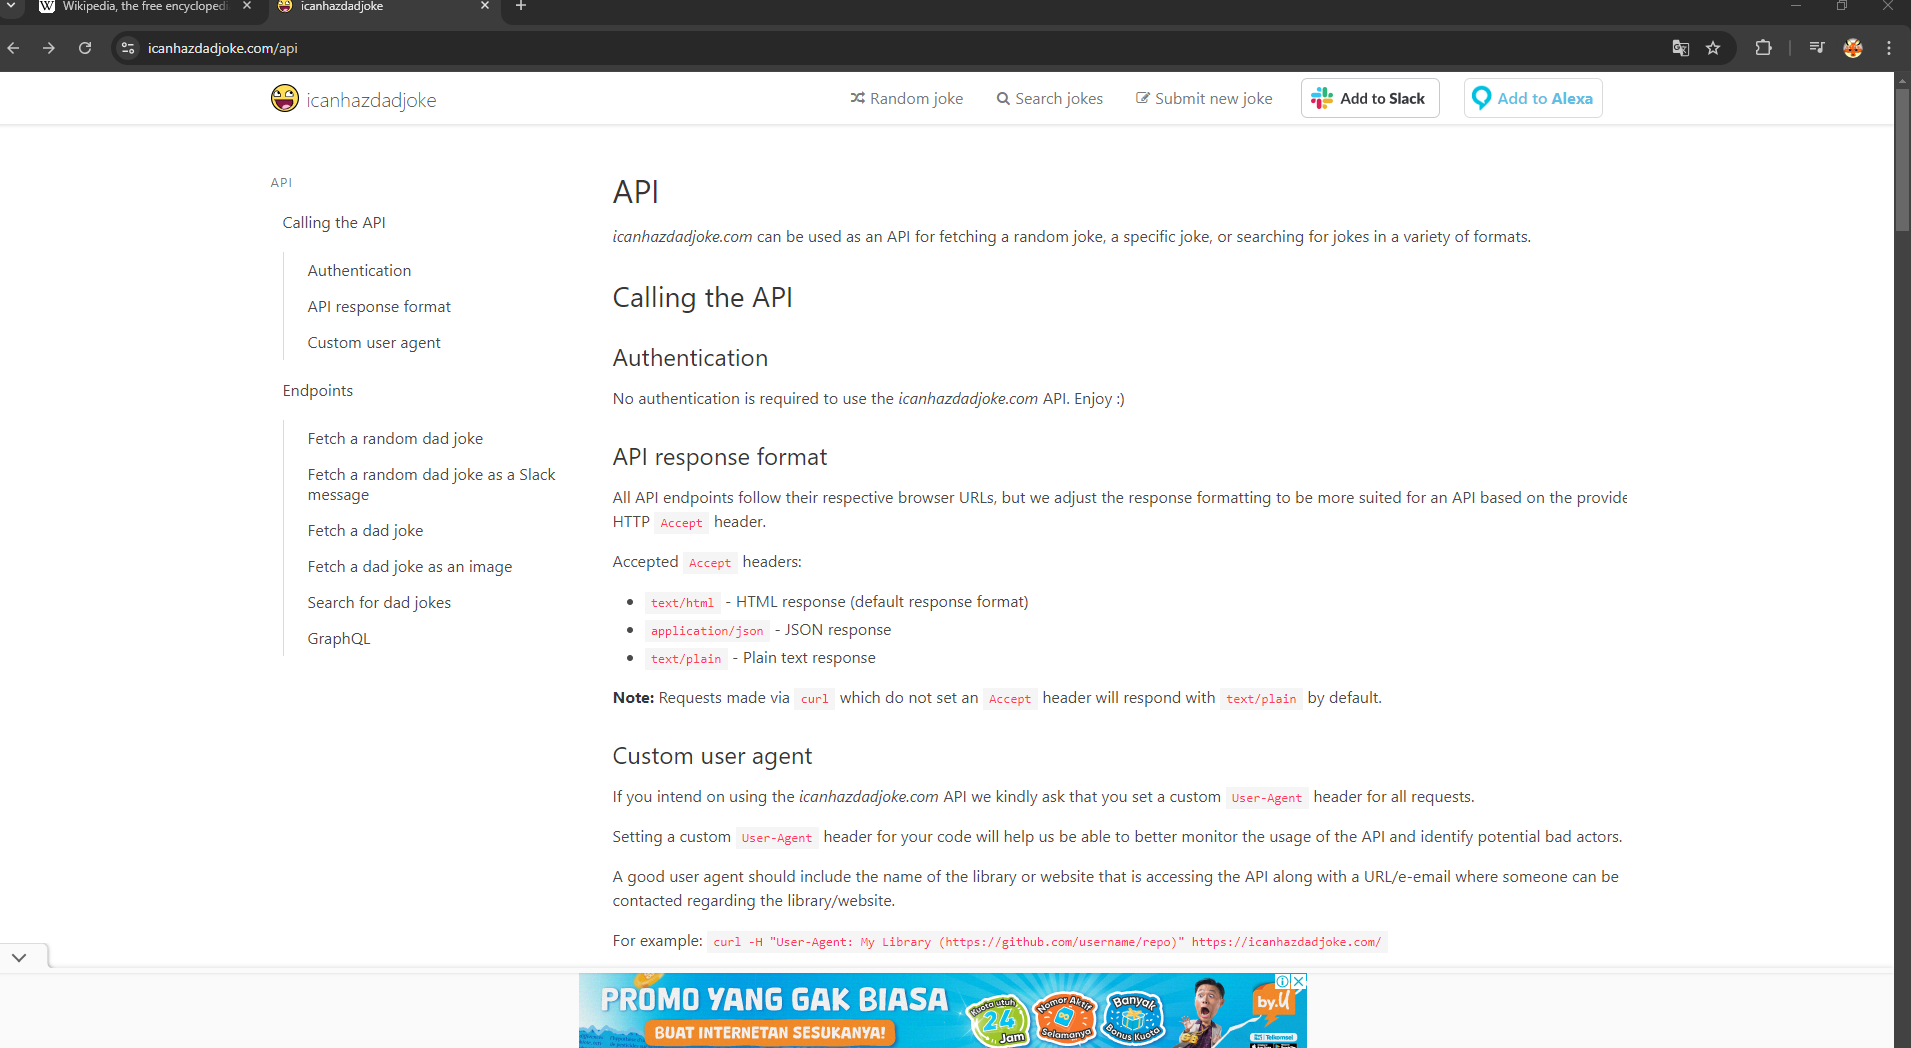 Wikipedia, the free encyclopedi
icanhazdadjoke
icanhazdadjoke.com/api
icanhazdadjoke
Random joke
Search jokes
Submit new joke
Add to Slack
Add to Alexa
API
Calling the API
Authentication
API response format
Custom user agent
Endpoints
Fetch a random dad joke
Fetch a random dad joke as a Slack
message
Fetch a dad joke
Fetch a dad joke as an image
Search for dad jokes
GraphQL
API
icanhazdadjoke.com can be used as an API for fetching a random joke, a specific joke, or searching for jokes in a variety of formats.
Calling the API
Authentication
No authentication is required to use the icanhazdadjoke.com API. Enjoy :)
API response format
All API endpoints follow their respective browser URLs, but we adjust the response formatting to be more suited for an API based on the provide
HTTP Accept header.
Accepted Accept headers:
• text/html - HTML response (default response format)
• application/json - JSON response
• text/plain - Plain text response
Note: Requests made via curl which do not set an Accept header will respond with text/plain by default.
Custom user agent
If you intend on using the icanhazdadjoke.com API we kindly ask that you set a custom User-Agent header for all requests.
Setting a custom User-Agent header for your code will help us be able to better monitor the usage of the API and identify potential bad actors.
A good user agent should include the name of the library or website that is accessing the API along with a URL/e-email where someone can be
contacted regarding the library/website.
For example: curl -H "User-Agent: My Library (https://github.com/username/repo)" https://icanhazdadjoke.com/
PROMO YANG GAK BIASA
BUAT INTERNETAN SESUKANYA!
Kuota utuh
24
Jam
Nomor Aktif
Selamanya
Banyak
Bonus Kuota
by.U
Telkomsel